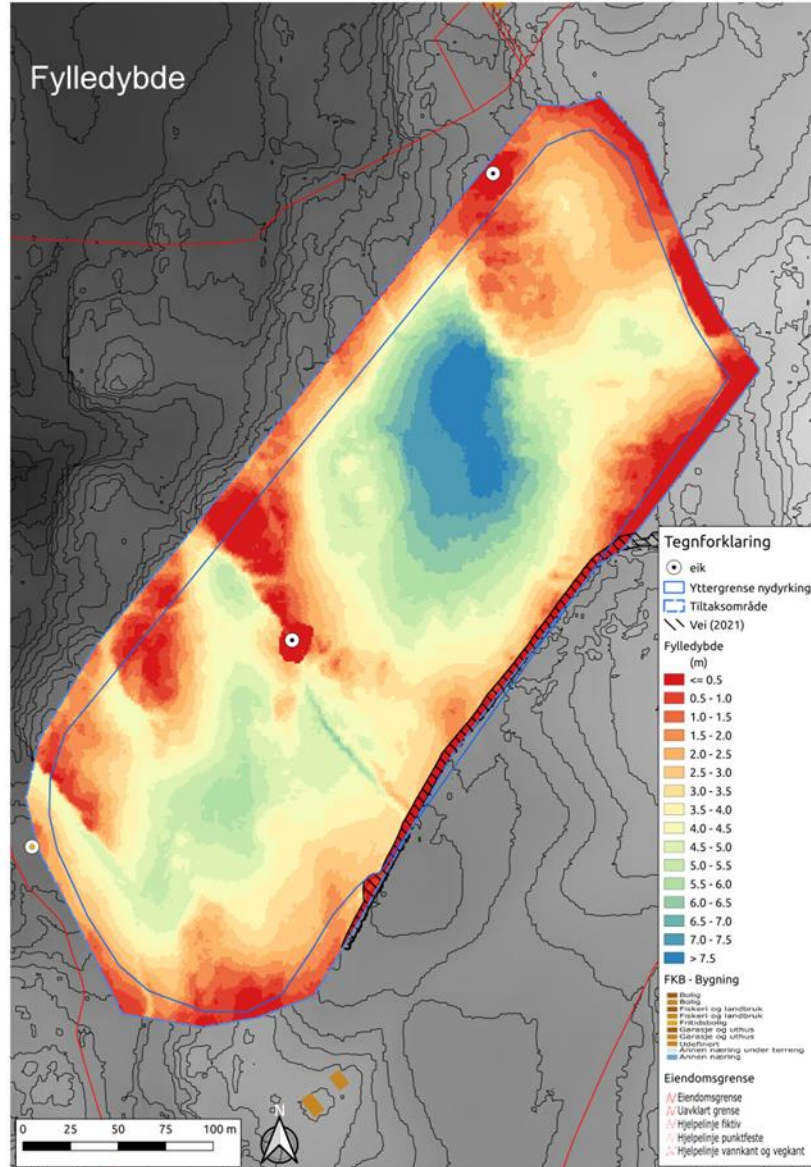 Fylledybde
Tegnforklaring
eik
Yttergrense nydyrking
Tiltaksområde
Vei (2021)
Fylledybde
(m)
<= 0.5
0.5 - 1.0
1.0 - 1.5
1.5 - 2.0
2.0 - 2.5
2.5 - 3.0
3.0 - 3.5
3.5 - 4.0
4.0 - 4.5
4.5 - 5.0
5.0 - 5.5
5.5 - 6.0
6.0 - 6.5
6.5 - 7.0
7.0 - 7.5
> 7.5
FKB - Bygning
Bolig
Bolig
Fiskeri og landbruk
Fiskeri og landbruk
Fritidsbolig
Garasje og uthus
Garasje og uthus
Udefinert
Annen næring under terreng
Annen næring
Eiendomsgrense
Eiendomsgrense
Uavklart grense
Hjelpelinje fiktiv
Hjelpelinje punktfeste
Hjelpelinje vannkant og vegkant
N
0 25 50 75 100 m